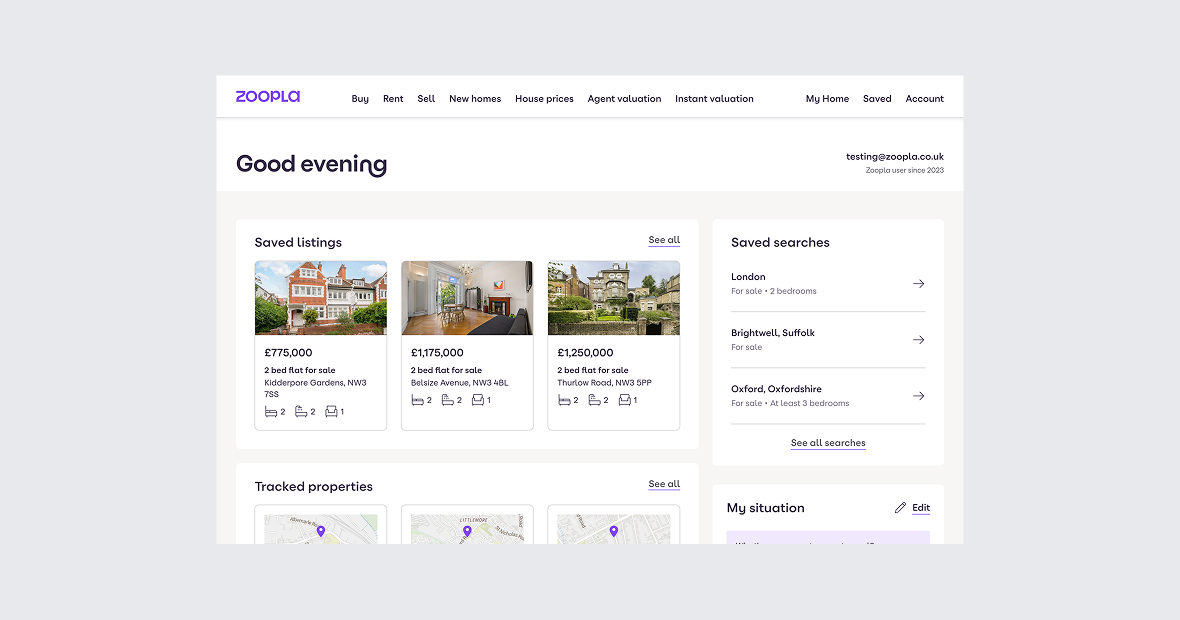 zoopla
Buy Rent Sell New homes House prices Agent valuation Instant valuation My Home Saved Account
Good evening
testing@zoopla.co.uk
Zoopla user since 2023
Saved listings
See all
£775,000
2 bed flat for sale
Kidderpore Gardens, NW3
7SS
2 2 1
£1,175,000
2 bed flat for sale
Belsize Avenue, NW3 4BL
2 2 1
£1,250,000
2 bed flat for sale
Thurlow Road, NW3 5PP
2 2 1
Tracked properties
See all
LITTLEMORE
St Nicholas
Saved searches
London
For sale • 2 bedrooms
Brightwell, Suffolk
For sale
Oxford, Oxfordshire
For sale • At least 3 bedrooms
See all searches
My situation
Edit